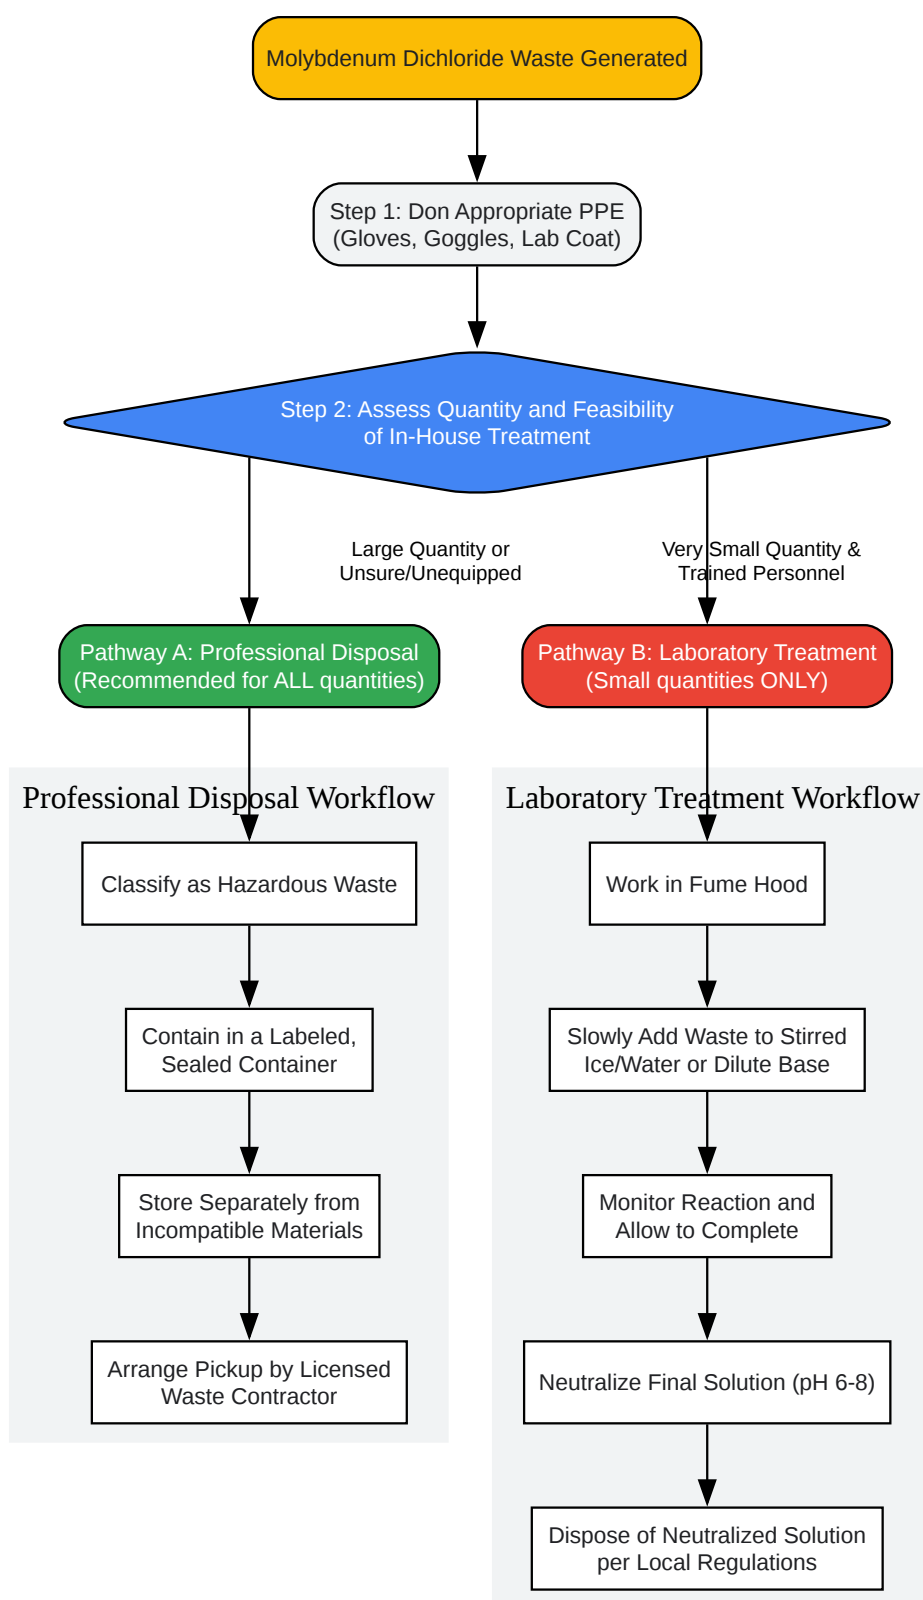 Molybdenum Dichloride Waste Generated
Step 1: Don Appropriate PPE
(Gloves, Goggles, Lab Coat)
Step 2: Assess Quantity and Feasibility
of In-House Treatment
Large Quantity or
Unsure/Unequipped
Very Small Quantity &
Trained Personnel
Pathway A: Professional Disposal
(Recommended for ALL quantities)
Pathway B: Laboratory Treatment
(Small quantities ONLY)
Professional Disposal Workflow
Classify as Hazardous Waste
Contain in a Labeled,
Sealed Container
Store Separately from
Incompatible Materials
Arrange Pickup by Licensed
Waste Contractor
Laboratory Treatment Workflow
Work in Fume Hood
Slowly Add Waste to Stirred
Ice/Water or Dilute Base
Monitor Reaction and
Allow to Complete
Neutralize Final Solution (pH 6-8)
Dispose of Neutralized Solution
per Local Regulations